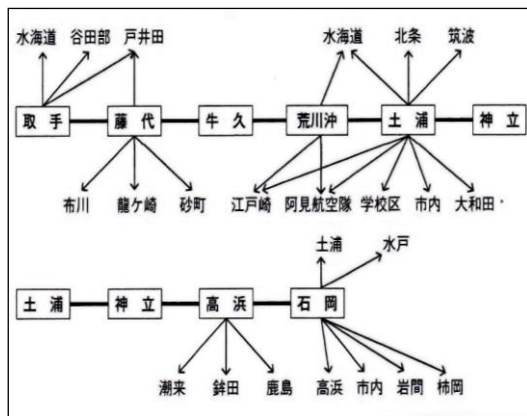 水海道 谷田部 戸井田 水海道 北条 筑波
取手 藤代 牛久 荒川沖 土浦 神立
布川 龍ケ崎 砂町 江戸崎 阿見航空隊 学校区 市内 大和田
土浦 水戸
土浦 神立 高浜 石岡
潮来 鉾田 鹿島 高浜 市内 岩間 柿岡